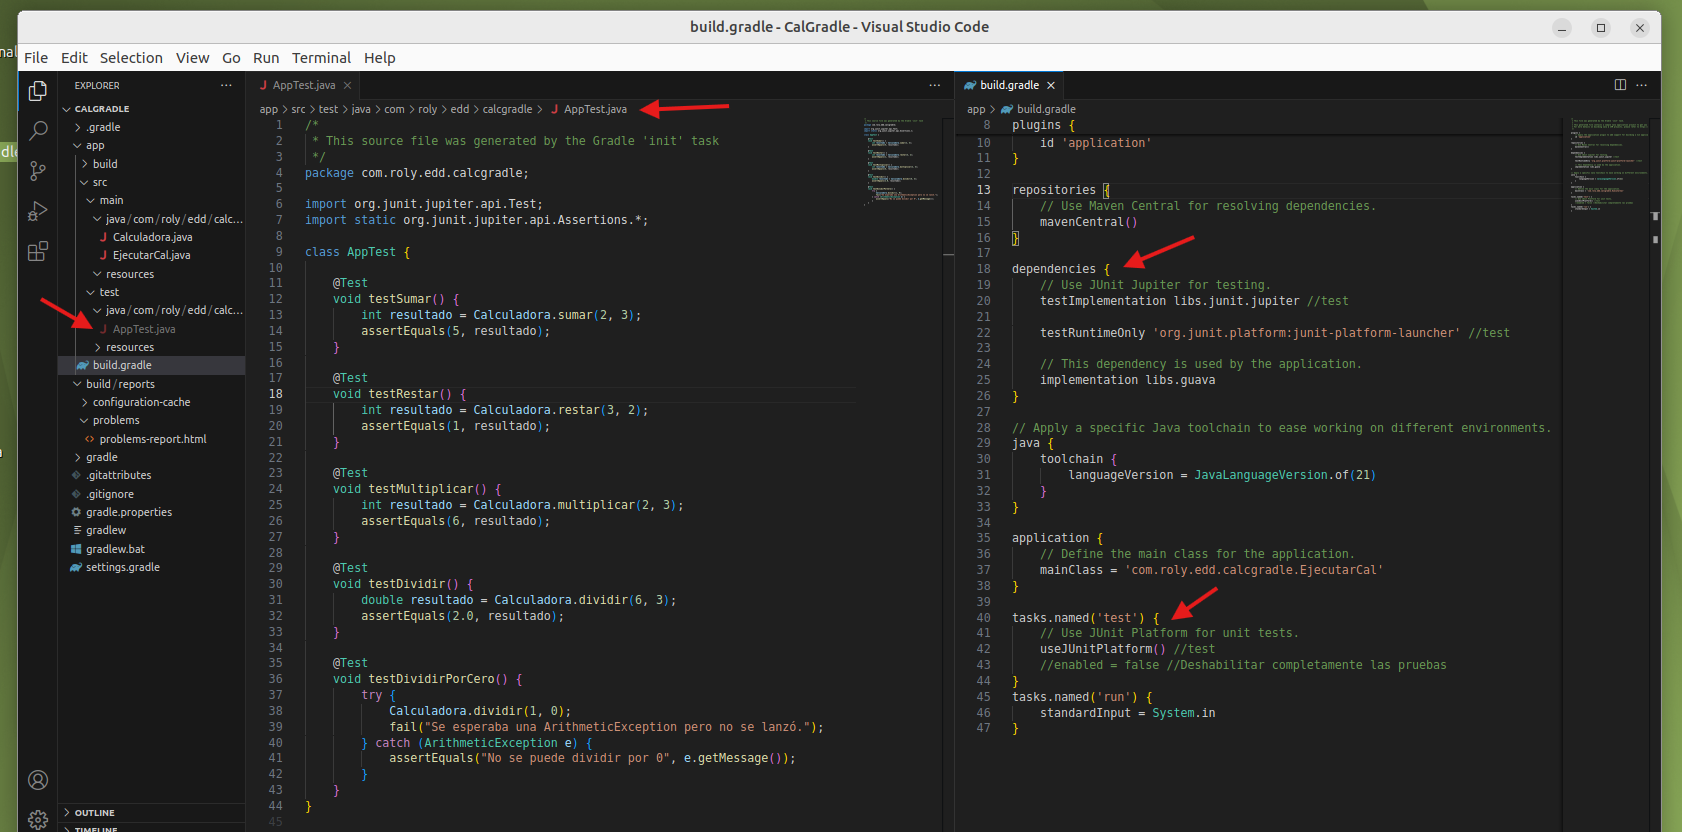 build.gradle - CalGradle - Visual Studio Code
File Edit Selection View Go Run Terminal Help
EXPLORER
CALGRADLE
.gradle
app
build
src
main
java/com/roly/edd/calc...
Calculadora.java
EjecutarCal.java
resources
test
java/com/roly/edd/calc...
AppTest.java
resources
build.gradle
build/reports
configuration-cache
problems
problems-report.html
gradle
.gitattributes
.gitignore
gradle.properties
gradlew
gradlew.bat
settings.gradle
OUTLINE
TIMELINE
AppTest.java
app > src > test > java > com > roly > edd > calcgradle > AppTest.java
1 /*
2 * This source file was generated by the Gradle 'init' task
3 */
4 package com.roly.edd.calcgradle;
5
6 import org.junit.jupiter.api.Test;
7 import static org.junit.jupiter.api.Assertions.*;
8
9 class AppTest {
10
11 @Test
12 void testSumar() {
13 int resultado = Calculadora.sumar(2, 3);
14 assertEquals(5, resultado);
15 }
16
17 @Test
18 void testRestar() {
19 int resultado = Calculadora.restar(3, 2);
20 assertEquals(1, resultado);
21 }
22
23 @Test
24 void testMultiplicar() {
25 int resultado = Calculadora.multiplicar(2, 3);
26 assertEquals(6, resultado);
27 }
28
29 @Test
30 void testDividir() {
31 double resultado = Calculadora.dividir(6, 3);
32 assertEquals(2.0, resultado);
33 }
34
35 @Test
36 void testDividirPorCero() {
37 try {
38 Calculadora.dividir(1, 0);
39 fail("Se esperaba una ArithmeticException pero no se lanzó.");
40 } catch (ArithmeticException e) {
41 assertEquals("No se puede dividir por 0", e.getMessage());
42 }
43 }
44 }
45
build.gradle
app > build.gradle
8 plugins {
10 id 'application'
11 }
12
13 repositories {
14 // Use Maven Central for resolving dependencies.
15 mavenCentral()
16 }
17
18 dependencies {
19 // Use JUnit Jupiter for testing.
20 testImplementation libs.junit.jupiter //test
21
22 testRuntimeOnly 'org.junit.platform:junit-platform-launcher' //test
23
24 // This dependency is used by the application.
25 implementation libs.guava
26 }
27
28 // Apply a specific Java toolchain to ease working on different environments.
29 java {
30 toolchain {
31 languageVersion = JavaLanguageVersion.of(21)
32 }
33 }
34
35 application {
36 // Define the main class for the application.
37 mainClass = 'com.roly.edd.calcgradle.EjecutarCal'
38 }
39
40 tasks.named('test') {
41 // Use JUnit Platform for unit tests.
42 useJUnitPlatform() //test
43 //enabled = false //Deshabilitar completamente las pruebas
44 }
45 tasks.named('run') {
46 standardInput = System.in
47 }